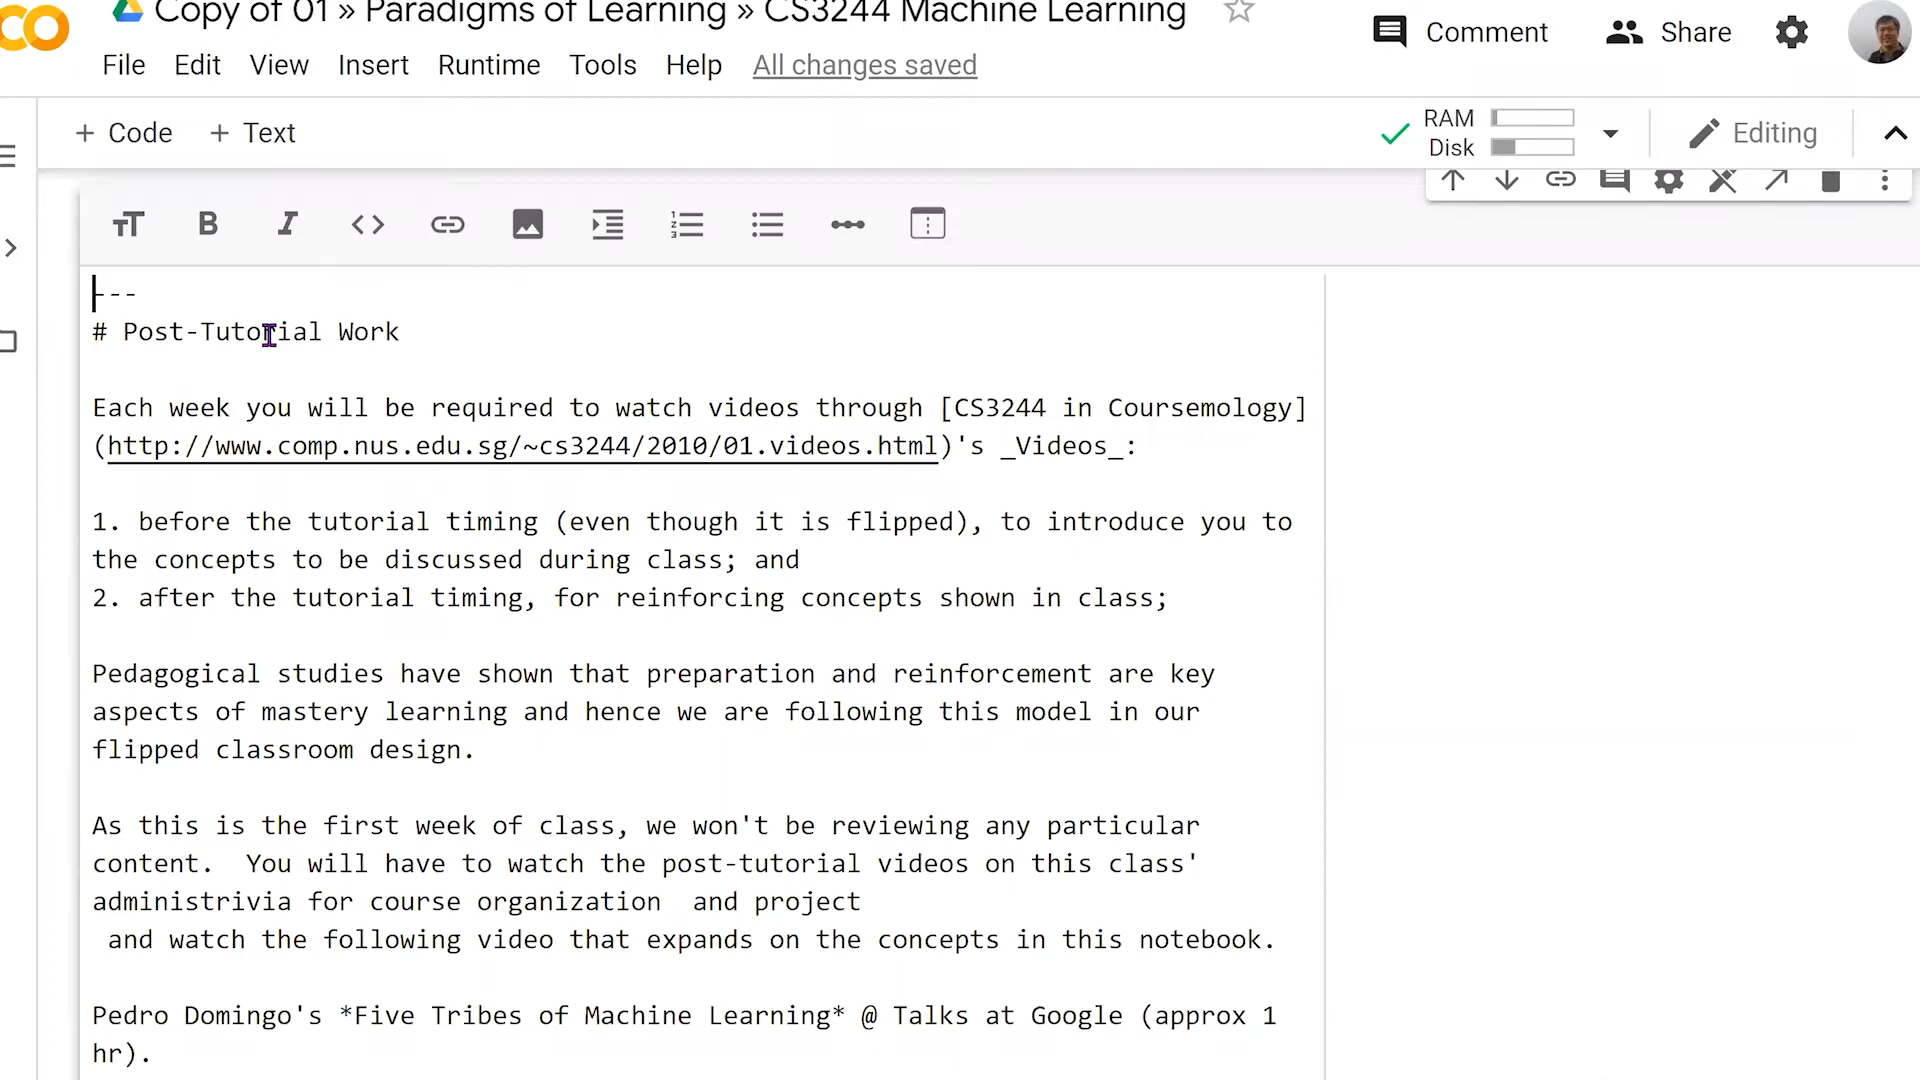 Copy of 01 » Paradigms of Learning » CS3244 Machine Learning
Comment
Share
File Edit View Insert Runtime Tools Help All changes saved
+ Code + Text
RAM
Disk
Editing
---
# Post-Tutorial Work
Each week you will be required to watch videos through [CS3244 in Coursemology]
(http://www.comp.nus.edu.sg/~cs3244/2010/01.videos.html)'s _Videos_:
1. before the tutorial timing (even though it is flipped), to introduce you to
the concepts to be discussed during class; and
2. after the tutorial timing, for reinforcing concepts shown in class;
Pedagogical studies have shown that preparation and reinforcement are key
aspects of mastery learning and hence we are following this model in our
flipped classroom design.
As this is the first week of class, we won't be reviewing any particular
content.  You will have to watch the post-tutorial videos on this class'
administrivia for course organization  and project
 and watch the following video that expands on the concepts in this notebook.
Pedro Domingo's *Five Tribes of Machine Learning* @ Talks at Google (approx 1
hr).